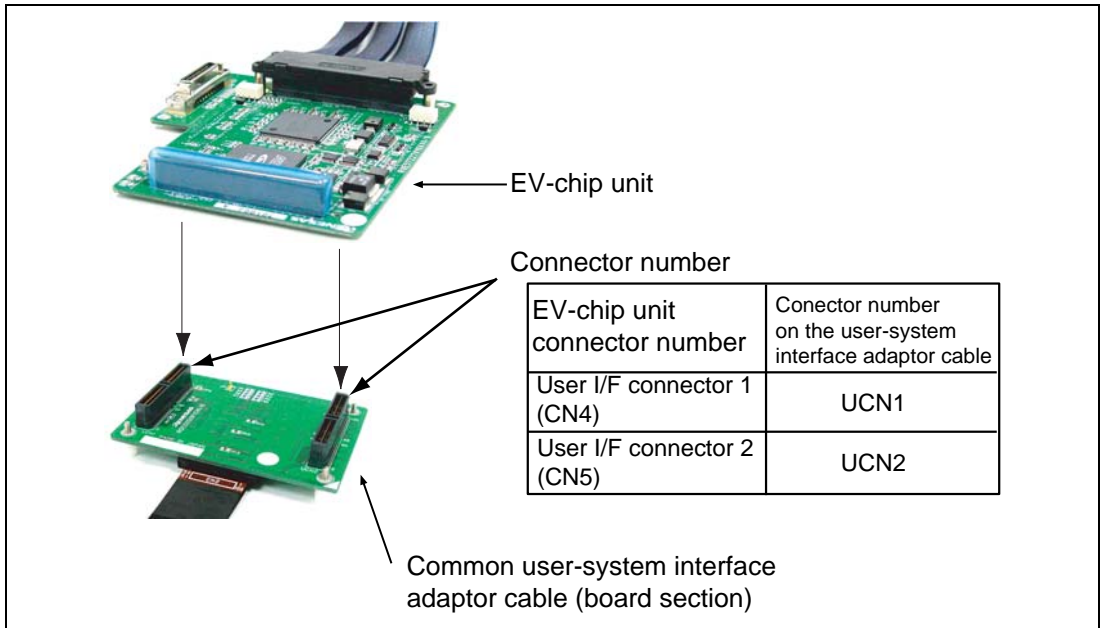 EV-chip unit
Connector number
EV-chip unit
connector number
Conector number
on the user-system
interface adaptor cable
User I/F connector 1
(CN4)
UCN1
User I/F connector 2
(CN5)
UCN2
Common user-system interface
adaptor cable (board section)